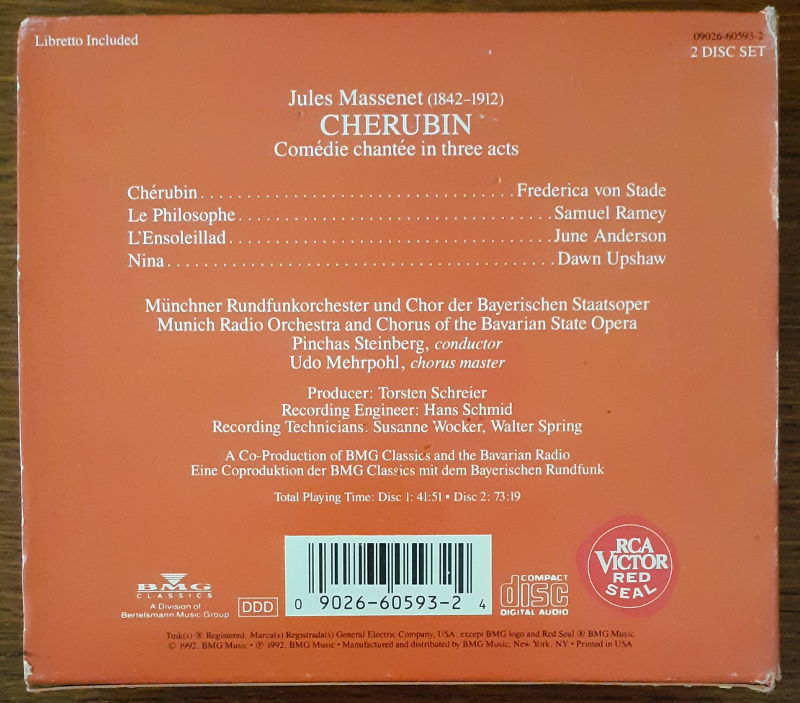 Libretto Included
09026-60593-2
2 DISC SET
Jules Massenet (1842–1912)
CHERUBIN
Comédie chantée in three acts
Chérubin . . . . . . . . . . . . . . . . . . . . . . . . . . . . . . . . . . Frederica von Stade
Le Philosophe . . . . . . . . . . . . . . . . . . . . . . . . . . . . . . . . . . Samuel Ramey
L'Ensoleillad . . . . . . . . . . . . . . . . . . . . . . . . . . . . . . . . . . June Anderson
Nina . . . . . . . . . . . . . . . . . . . . . . . . . . . . . . . . . . . . . . . . . . Dawn Upshaw
Münchner Rundfunkorchester und Chor der Bayerischen Staatsoper
Munich Radio Orchestra and Chorus of the Bavarian State Opera
Pinchas Steinberg, conductor
Udo Mehrpohl, chorus master
Producer: Torsten Schreier
Recording Engineer: Hans Schmid
Recording Technicians: Susanne Wocker, Walter Spring
A Co-Production of BMG Classics and the Bavarian Radio
Eine Coproduktion der BMG Classics mit dem Bayerischen Rundfunk
Total Playing Time: Disc 1: 41:51 • Disc 2: 73:19
BMG
CLASSICS
A Division of
Bertelsmann Music Group
DDD
0 9026-60593-2 4
COMPACT
disc
DIGITAL AUDIO
RCA
VICTOR
RED
SEAL
Tmk(s) ® Registered. Marca(s) Registrada(s) General Electric Company, USA, except BMG logo and Red Seal ® BMG Music
© 1992, BMG Music • ℗ 1992, BMG Music • Manufactured and distributed by BMG Music, New York, NY • Printed in USA